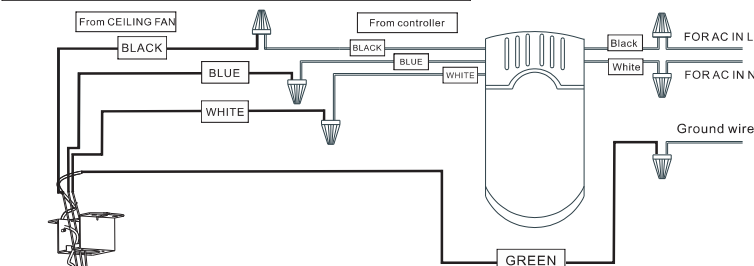 From CEILING FAN
From controller
BLACK
BLACK
Black
FOR AC IN L
BLUE
BLUE
White
FOR AC IN N
WHITE
WHITE
Ground wire
GREEN